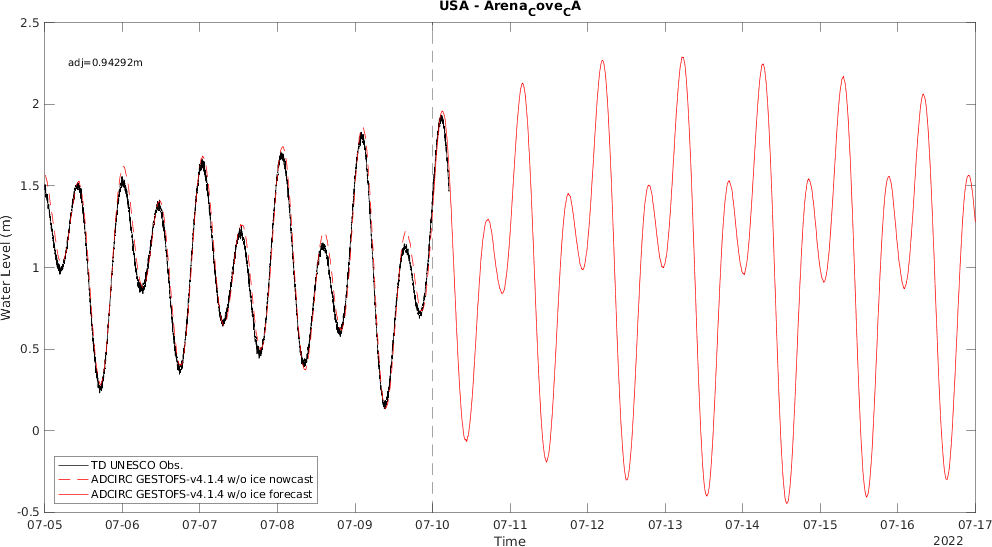 USA - ArenaCoveCA
2.5
adj=0.94292m
2
1.5
1
0.5
0
-0.5
Water Level (m)
TD UNESCO Obs.
ADCIRC GESTOFS-v4.1.4 w/o ice nowcast
ADCIRC GESTOFS-v4.1.4 w/o ice forecast
07-05 07-06 07-07 07-08 07-09 07-10 07-11 07-12 07-13 07-14 07-15 07-16 07-17
Time
2022